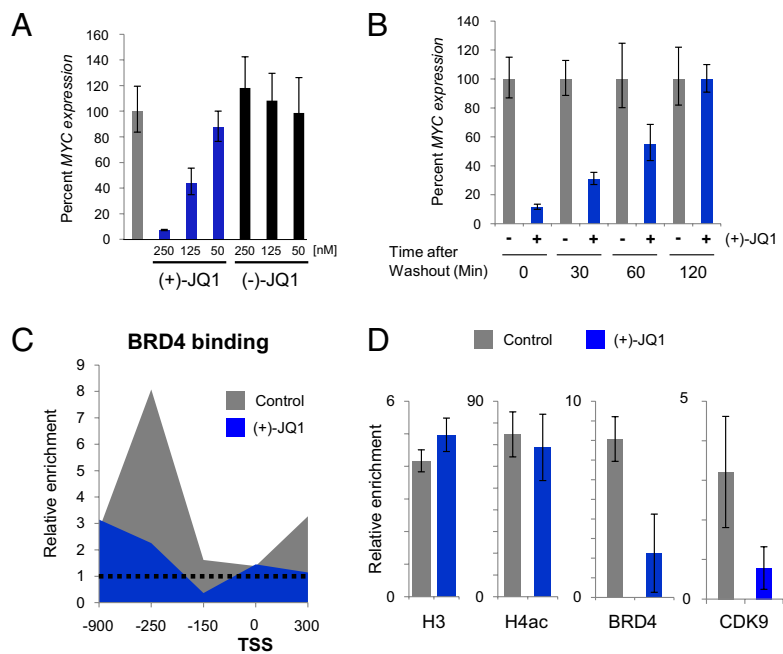 A
Percent MYC expression
160
140
120
100
80
60
40
20
0
250 125 50 250 125 50 [nM]
(+)-JQ1 (-)-JQ1
B
Percent MYC expression
140
120
100
80
60
40
20
0
- + - + - + - + (+)-JQ1
Time after
Washout (Min)
0 30 60 120
C
BRD4 binding
Relative enrichment
9
8
7
6
5
4
3
2
1
0
Control
(+)-JQ1
-900 -250 -150 0 300
TSS
D
Control (+)-JQ1
Relative enrichment
6 90 10 5
0 0 0 0
H3 H4ac BRD4 CDK9